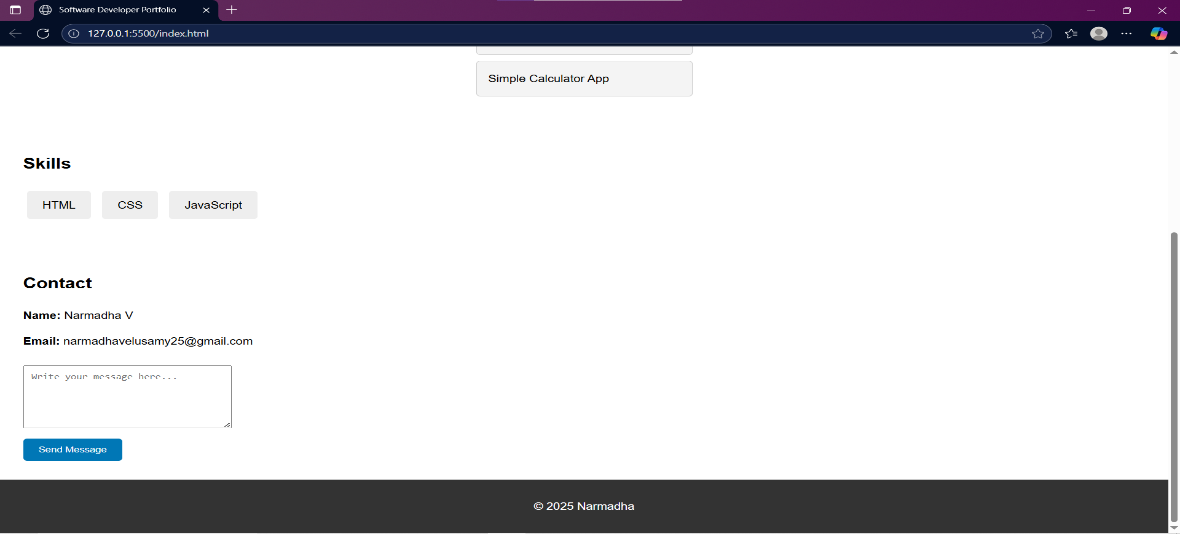 Software Developer Portfolio
127.0.0.1:5500/index.html
Simple Calculator App
Skills
HTML CSS JavaScript
Contact
Name: Narmadha V
Email: narmadhavelusamy25@gmail.com
Write your message here...
Send Message
© 2025 Narmadha